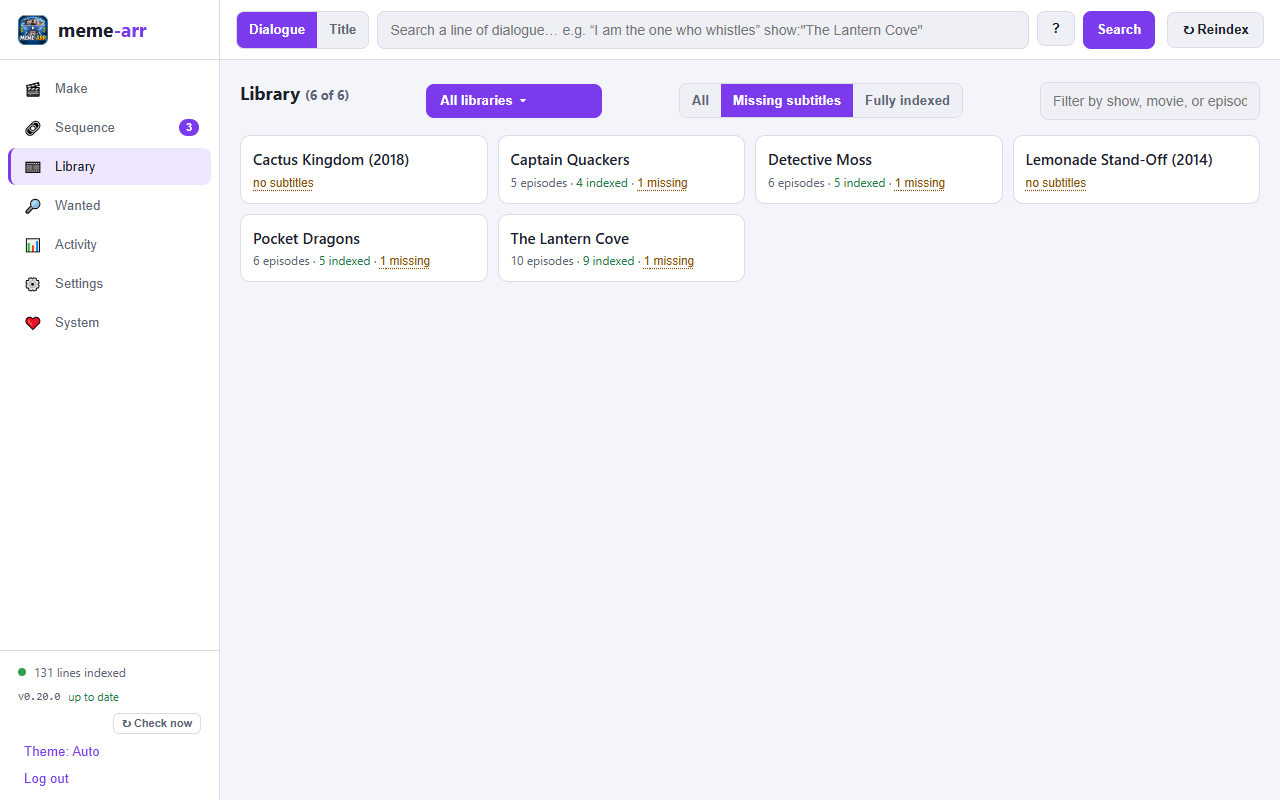 meme-arr
Dialogue Title Search a line of dialogue… e.g. “I am the one who whistles” show:"The Lantern Cove" ? Search ↻ Reindex
Make
Sequence 3
Library
Wanted
Activity
Settings
System
Library (6 of 6) All libraries All Missing subtitles Fully indexed Filter by show, movie, or episod
Cactus Kingdom (2018)
no subtitles
Captain Quackers
5 episodes · 4 indexed · 1 missing
Detective Moss
6 episodes · 5 indexed · 1 missing
Lemonade Stand-Off (2014)
no subtitles
Pocket Dragons
6 episodes · 5 indexed · 1 missing
The Lantern Cove
10 episodes · 9 indexed · 1 missing
131 lines indexed
v0.20.0 up to date
↻ Check now
Theme: Auto
Log out